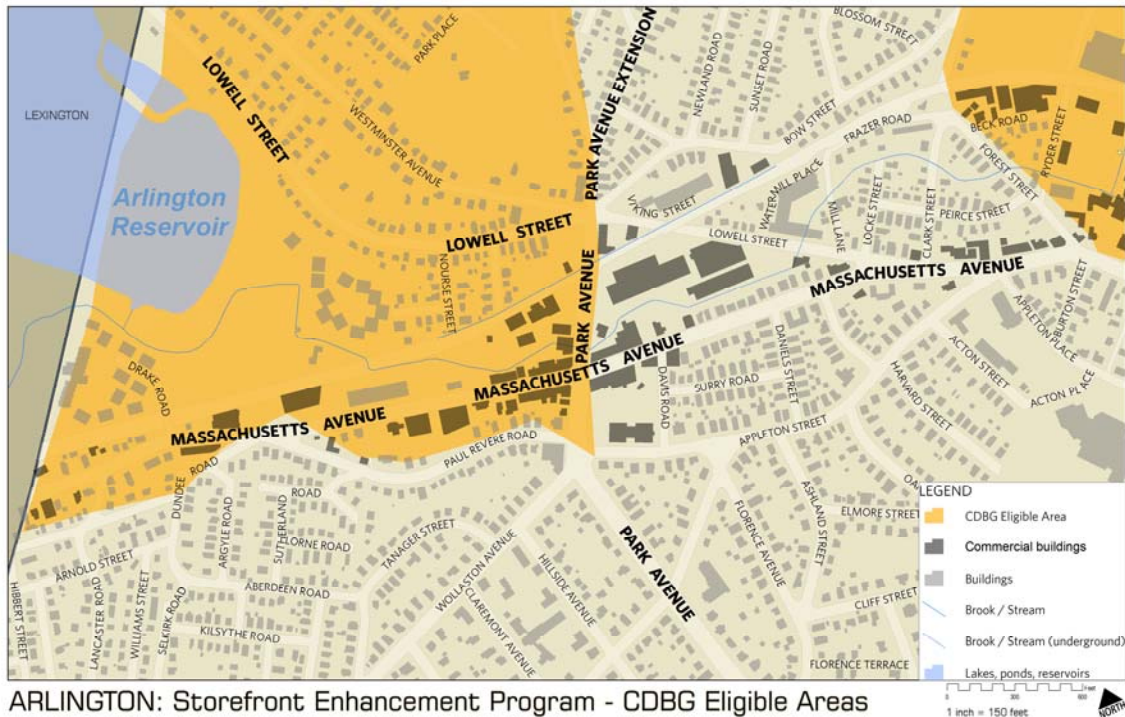 BLOSSOM STREET
PARK PLACE
LOWELL STREET
PARK AVENUE EXTENSION
NEWLAND ROAD
SUNSET ROAD
LEXINGTON
WESTMINSTER AVENUE
BOW STREET
FRAZER ROAD
BECK ROAD
RYDER STREET
FOREST STREET
Arlington
Reservoir
VIKING STREET
WATER MILL PLACE
MILL LANE
LOCKE STREET
CLARK STREET
PEIRCE STREET
LOWELL STREET
LOWELL STREET
NOURSE STREET
MASSACHUSETTS AVENUE
PARK AVENUE
MASSACHUSETTS AVENUE
APPLETON PLACE
BURTON STREET
DRAKE ROAD
DAVIS ROAD
SURRY ROAD
DANIELS STREET
HARVARD STREET
ACTON STREET
ACTON PLACE
MASSACHUSETTS AVENUE
APPLETON STREET
PAUL REVERE ROAD
DUNDEE ROAD
ARGYLE ROAD
SUTHERLAND ROAD
LORNE ROAD
TANAGER STREET
ARNOLD STREET
ABERDEEN ROAD
WOLLASTON AVENUE
HILLSIDE AVENUE
CLAREMONT AVENUE
PARK AVENUE
FLORENCE AVENUE
ASHLAND STREET
ELMORE STREET
CLIFF STREET
FLORENCE TERRACE
HIBBERT STREET
LANCASTER ROAD
WILLIAMS STREET
SELKIRK ROAD
KILSYTHE ROAD
LEGEND
CDBG Eligible Area
Commercial buildings
Buildings
Brook / Stream
Brook / Stream (underground)
Lakes, ponds, reservoirs
ARLINGTON: Storefront Enhancement Program - CDBG Eligible Areas
0 300 600 Feet
1 inch = 150 feet
NORTH